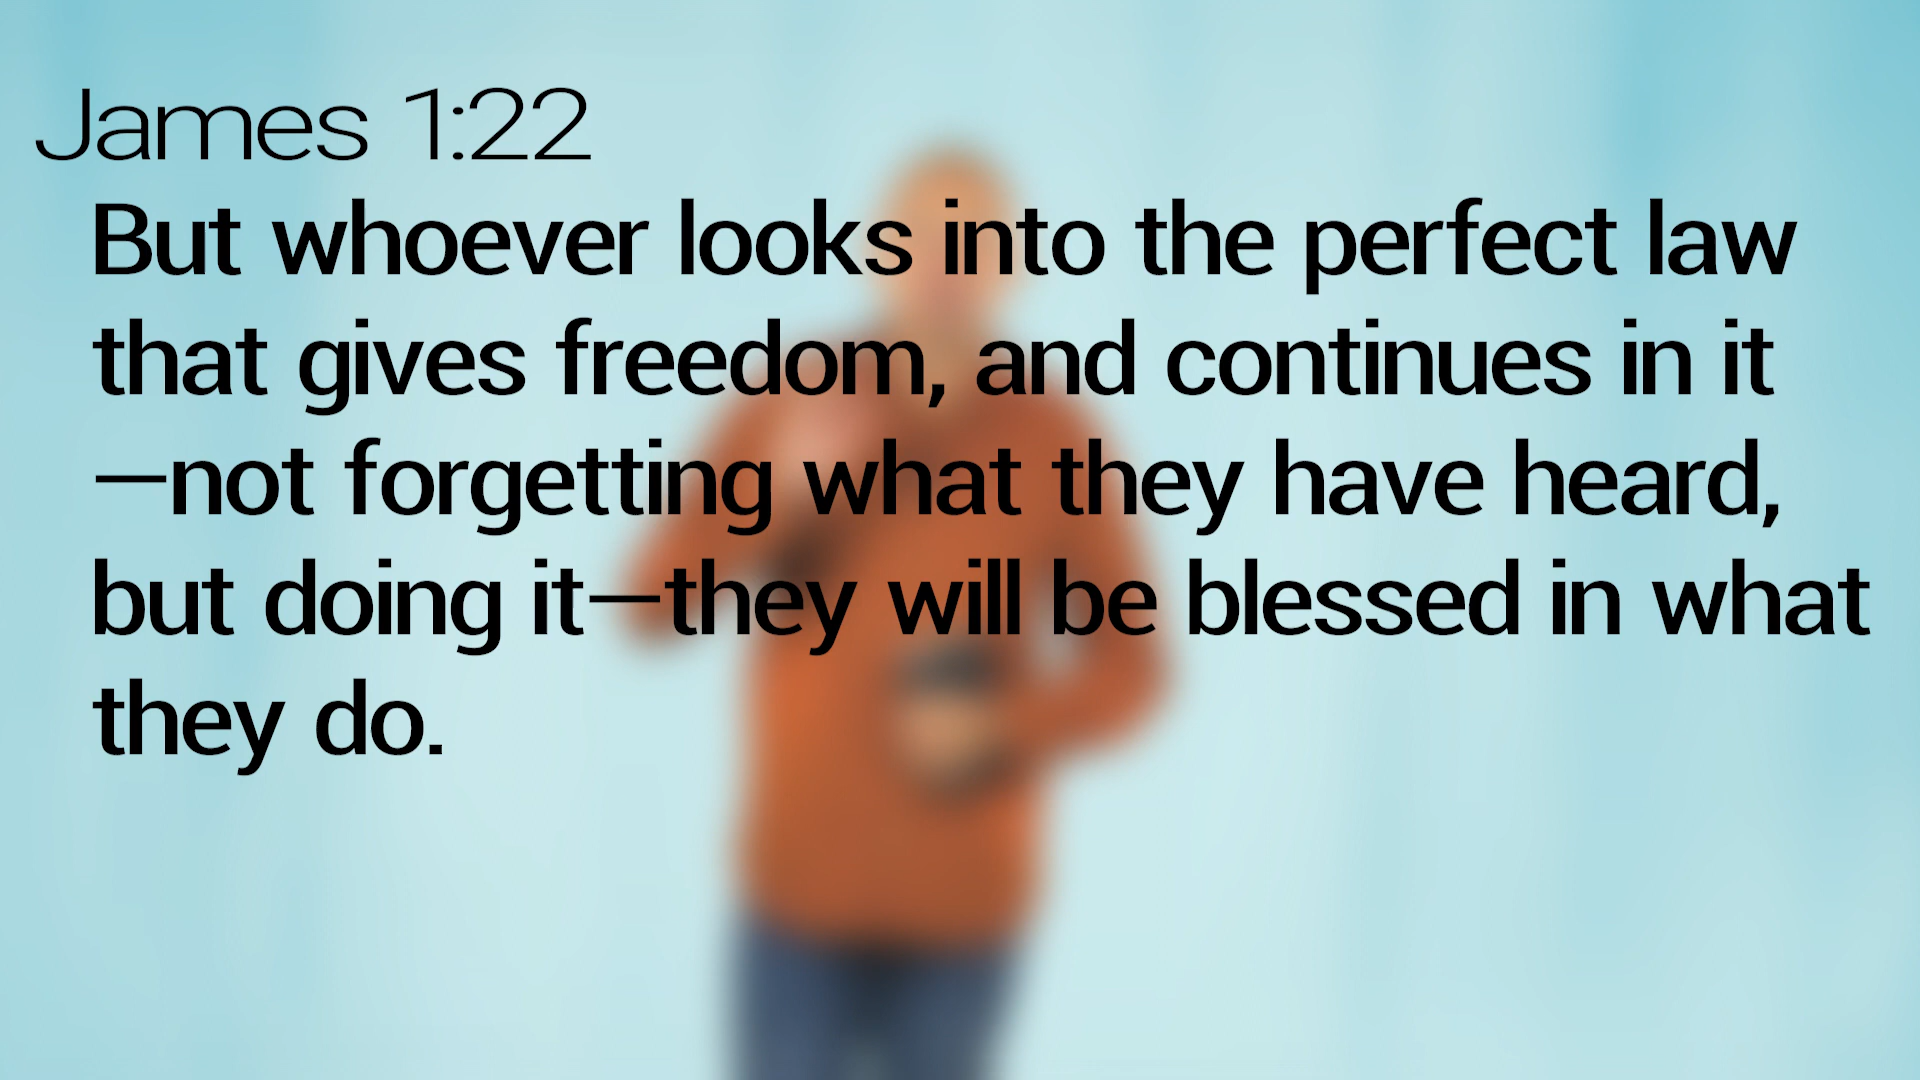 James 1:22
But whoever looks into the perfect law
that gives freedom, and continues in it
—not forgetting what they have heard,
but doing it—they will be blessed in what
they do.